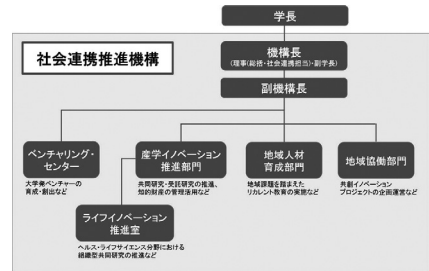 学長
社会連携推進機構
機構長
(理事(総括・社会連携担当)・副学長)
副機構長
ベンチャリング・
センター
大学発ベンチャーの
育成・創出など
産学イノベーション
推進部門
共同研究・受託研究の推進、
知的財産の管理活用など
地域人材
育成部門
地域課題を踏まえた
リカレント教育の実施など
地域協働部門
共創イノベーション
プロジェクトの企画運営など
ライフイノベーション
推進室
ヘルス・ライフサイエンス分野における
組織型共同研究の推進など